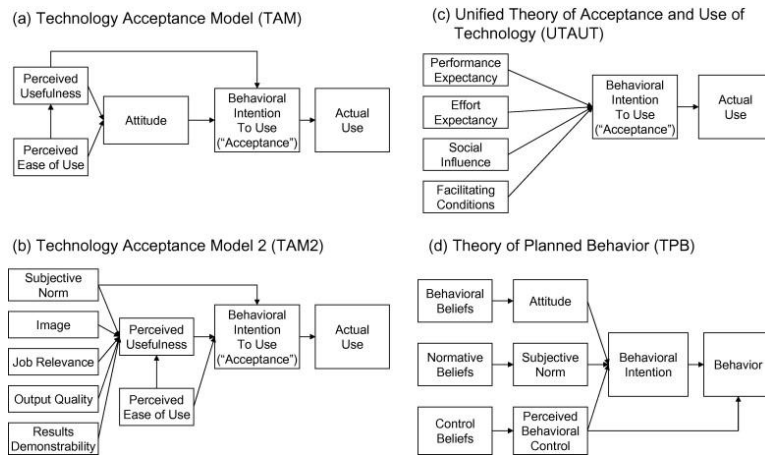 (a) Technology Acceptance Model (TAM)
Perceived
Usefulness
Perceived
Ease of Use
Attitude
Behavioral
Intention
To Use
(“Acceptance”)
Actual
Use
(b) Technology Acceptance Model 2 (TAM2)
Subjective
Norm
Image
Job Relevance
Output Quality
Results
Demonstrability
Perceived
Usefulness
Perceived
Ease of Use
Behavioral
Intention
To Use
(“Acceptance”)
Actual
Use
(c) Unified Theory of Acceptance and Use of
Technology (UTAUT)
Performance
Expectancy
Effort
Expectancy
Social
Influence
Facilitating
Conditions
Behavioral
Intention
To Use
(“Acceptance”)
Actual
Use
(d) Theory of Planned Behavior (TPB)
Behavioral
Beliefs
Attitude
Normative
Beliefs
Subjective
Norm
Control
Beliefs
Perceived
Behavioral
Control
Behavioral
Intention
Behavior